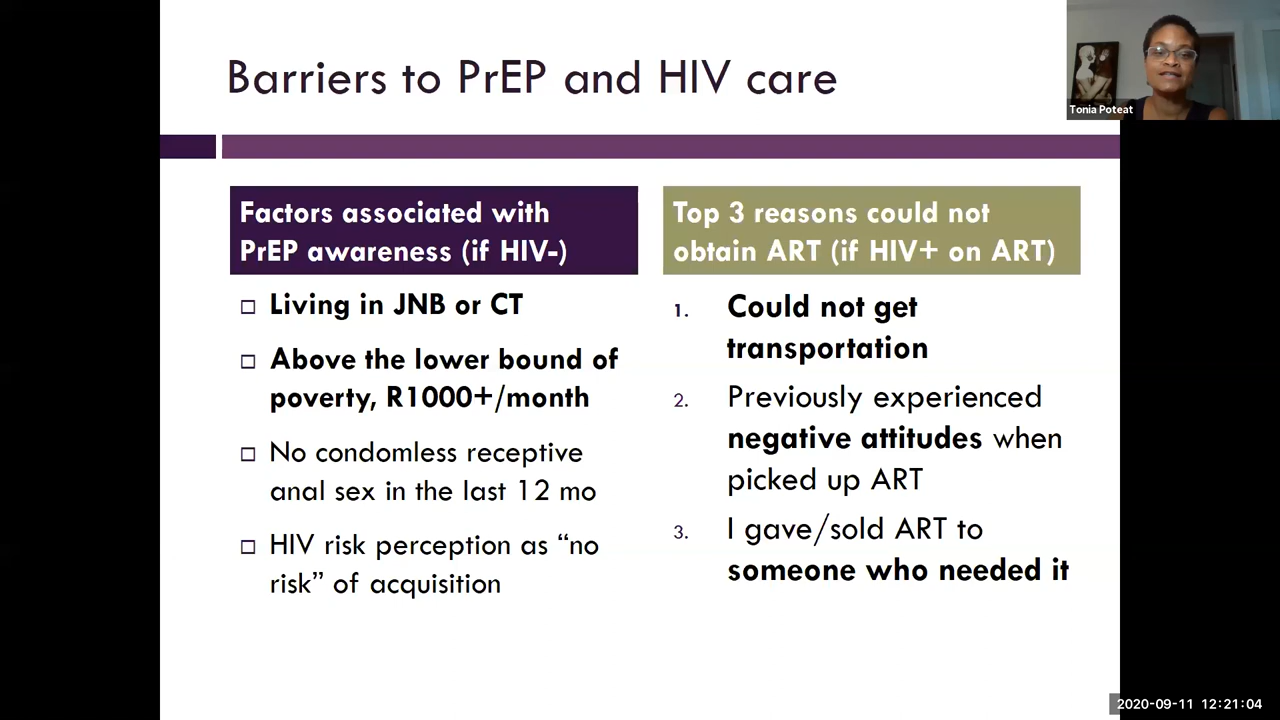 Barriers to PrEP and HIV care
Tonia Poteat
Factors associated with
PrEP awareness (if HIV-)
Living in JNB or CT
Above the lower bound of
poverty, R1000+/month
No condomless receptive
anal sex in the last 12 mo
HIV risk perception as “no
risk” of acquisition
Top 3 reasons could not
obtain ART (if HIV+ on ART)
1. Could not get
transportation
2. Previously experienced
negative attitudes when
picked up ART
3. I gave/sold ART to
someone who needed it
2020-09-11 12:21:04